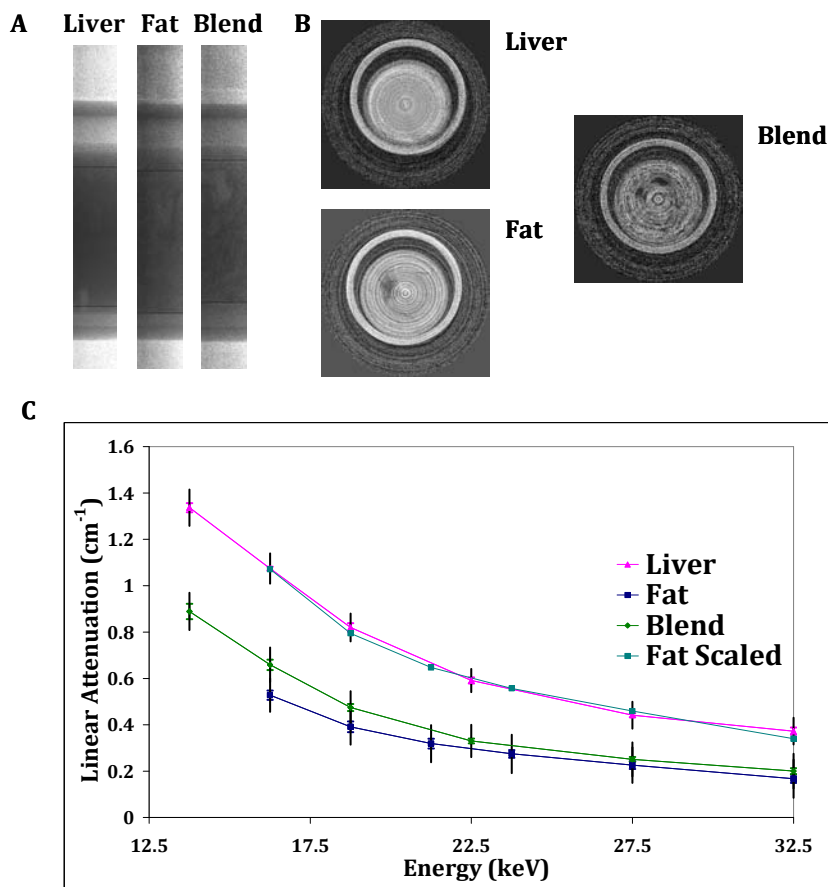 A
Liver Fat Blend
B
Liver
Blend
Fat
C
1.6
1.4
1.2
1
0.8
0.6
0.4
0.2
0
Linear Attenuation (cm⁻¹)
Liver
Fat
Blend
Fat Scaled
12.5 17.5 22.5 27.5 32.5
Energy (keV)